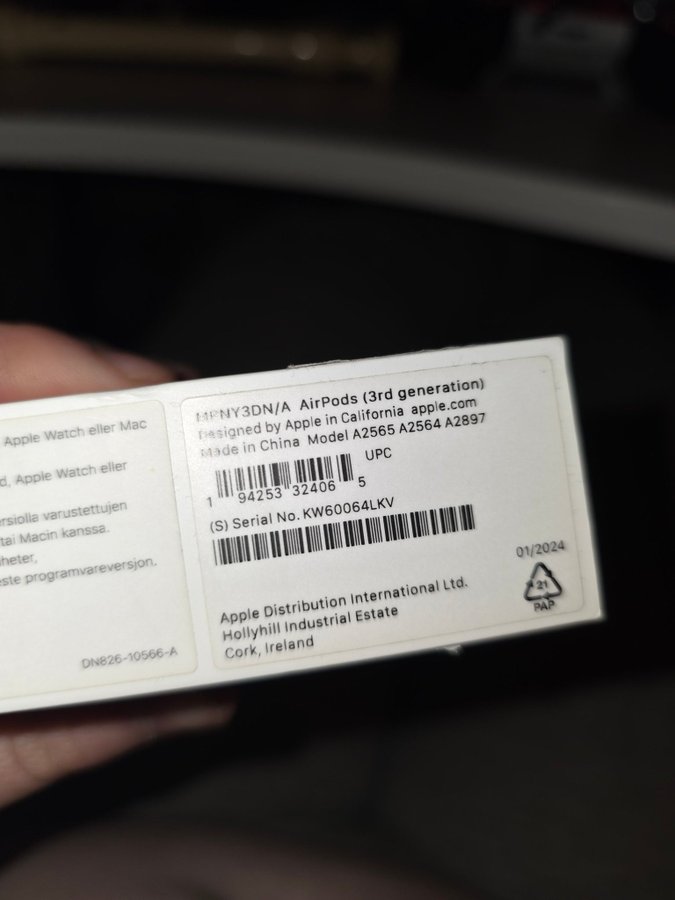 Apple Watch eller Mac
d, Apple Watch eller
ersiolla varustettujen
tai Macin kanssa.
iheter,
este programvareversjon.
DN826-10566-A
MPNY3DN/A AirPods (3rd generation)
Designed by Apple in California apple.com
Made in China Model A2565 A2564 A2897
UPC
1 94253 32406 5
(S) Serial No. KW60064LKV
01/2024
21
PAP
Apple Distribution International Ltd.
Hollyhill Industrial Estate
Cork, Ireland